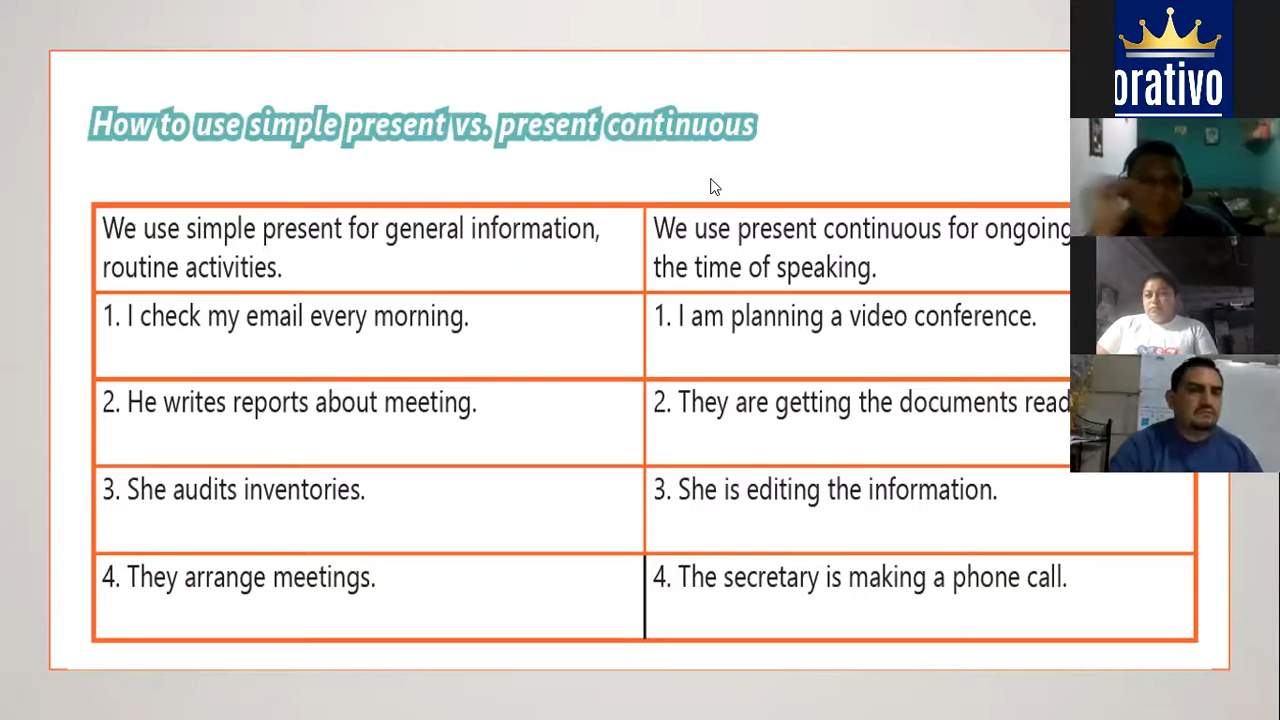 How to use simple present vs. present continuous
We use simple present for general information,
routine activities.
We use present continuous for ongoing
the time of speaking.
1. I check my email every morning.
1. I am planning a video conference.
2. He writes reports about meeting.
2. They are getting the documents read
3. She audits inventories.
3. She is editing the information.
4. They arrange meetings.
4. The secretary is making a phone call.
orativo